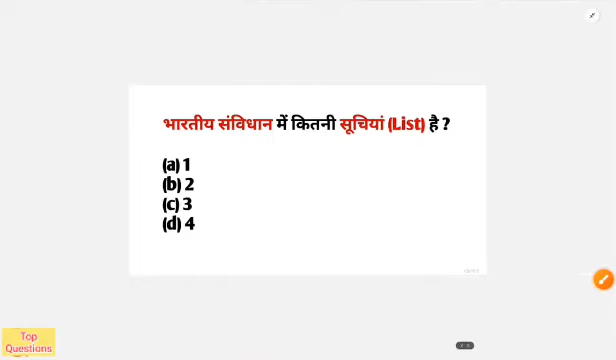 भारतीय संविधान में कितनी सूचियां (List) है ?
(a) 1
(b) 2
(c) 3
(d) 4
Top
Questions